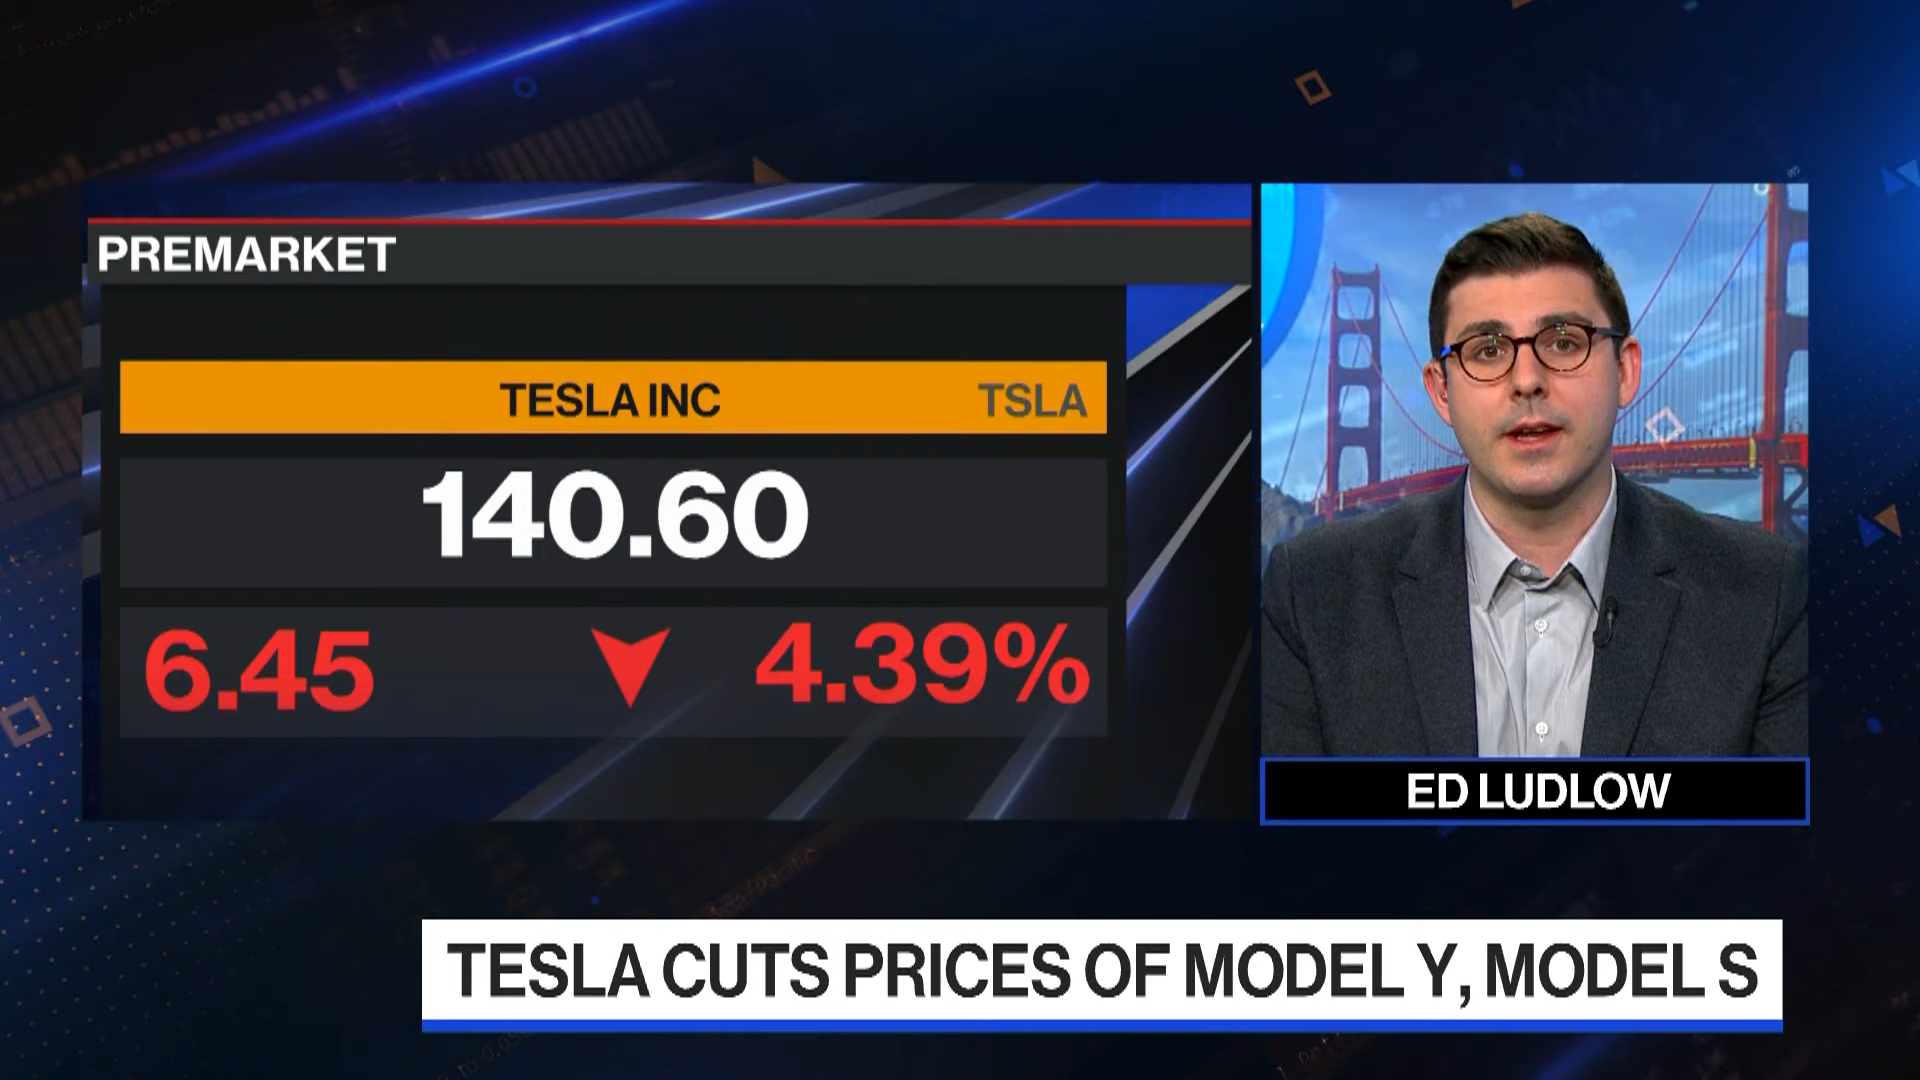 PREMARKET
TESLA INC TSLA
140.60
6.45 4.39%
ED LUDLOW
TESLA CUTS PRICES OF MODEL Y, MODEL S